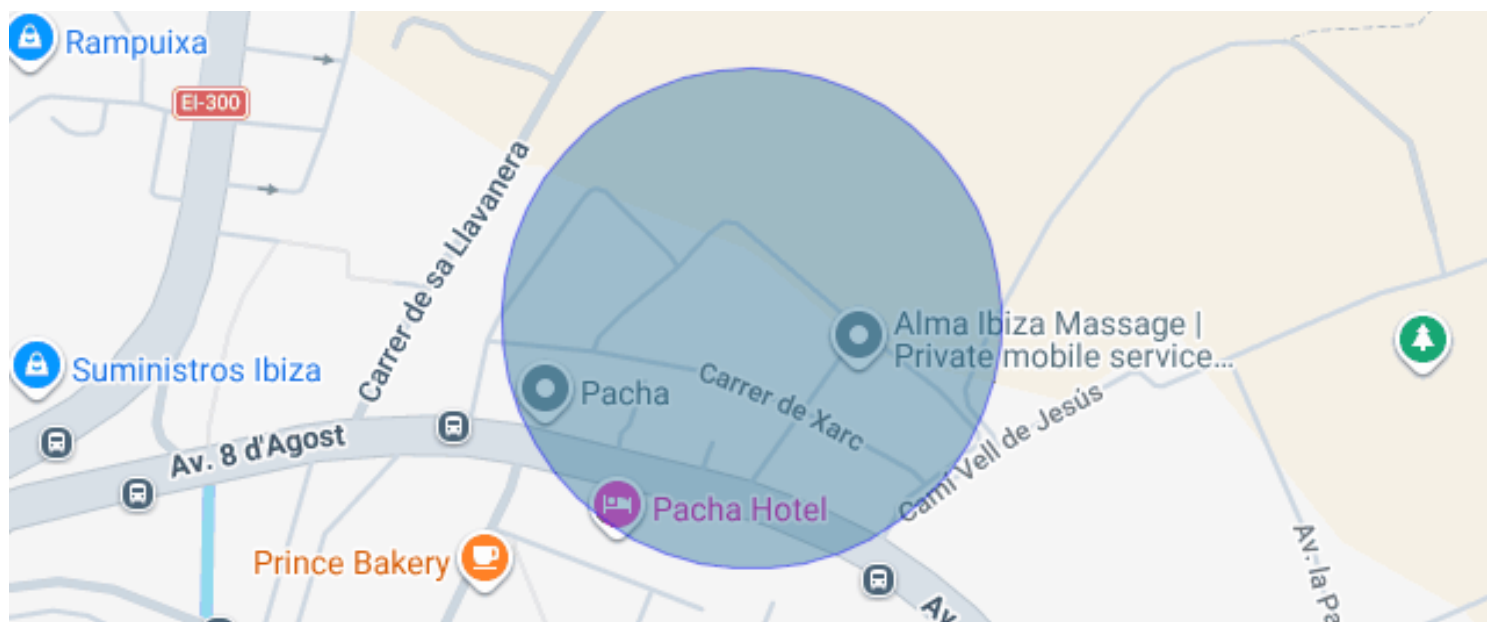 Rampuixa
EI-300
Carrer de sa Llavanera
Alma Ibiza Massage |
Private mobile service...
Suministros Ibiza
Pacha
Carrer de Xarc
Camí Vell de Jesús
Av. 8 d'Agost
Pacha Hotel
Prince Bakery
Av. la Pa
Av